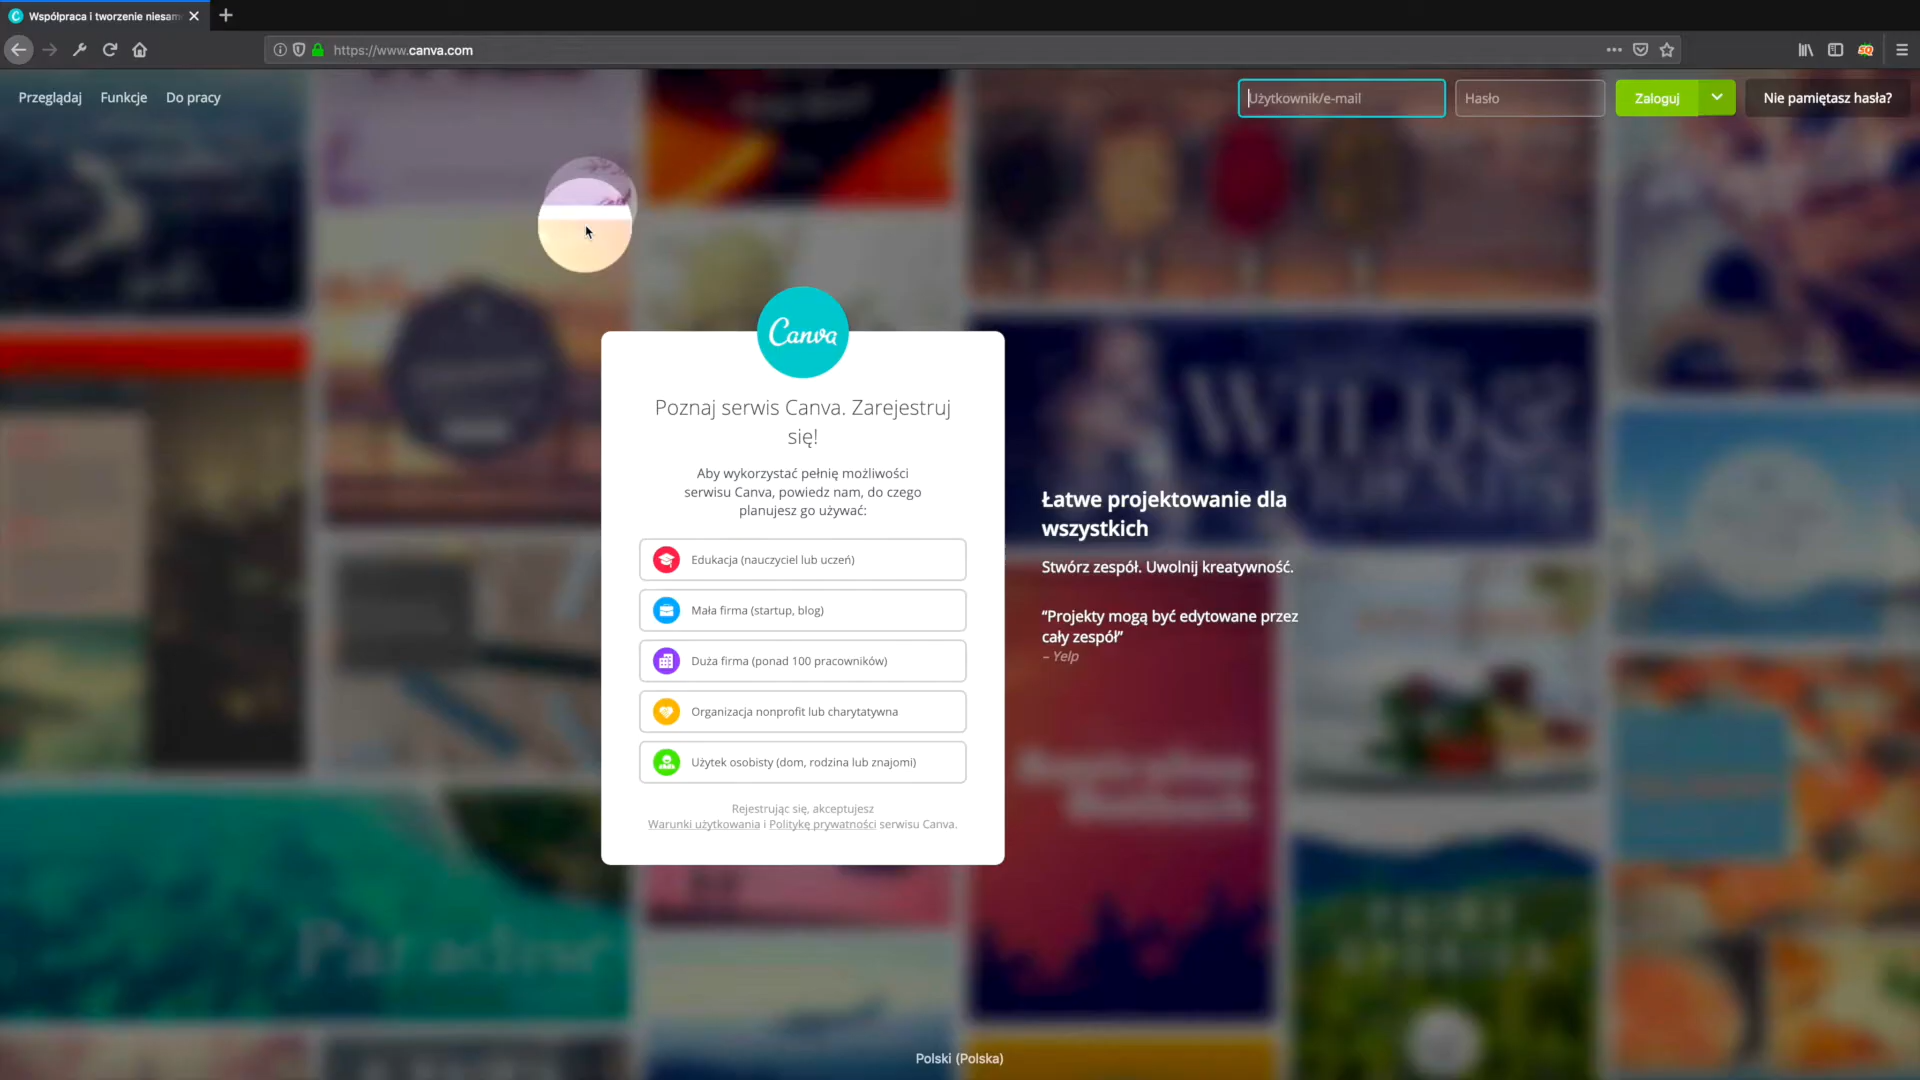 Współpraca i tworzenie niesam
https://www.canva.com
Przeglądaj Funkcje Do pracy
Użytkownik/e-mail Hasło Zaloguj Nie pamiętasz hasła?
Canva
Poznaj serwis Canva. Zarejestruj
się!
Aby wykorzystać pełnię możliwości
serwisu Canva, powiedz nam, do czego
planujesz go używać:
Edukacja (nauczyciel lub uczeń)
Mała firma (startup, blog)
Duża firma (ponad 100 pracowników)
Organizacja nonprofit lub charytatywna
Użytek osobisty (dom, rodzina lub znajomi)
Rejestrując się, akceptujesz
Warunki użytkowania i Politykę prywatności serwisu Canva.
Łatwe projektowanie dla
wszystkich
Stwórz zespół. Uwolnij kreatywność.
“Projekty mogą być edytowane przez
cały zespół”
– Yelp
WILD&
Paradise
Polski (Polska)